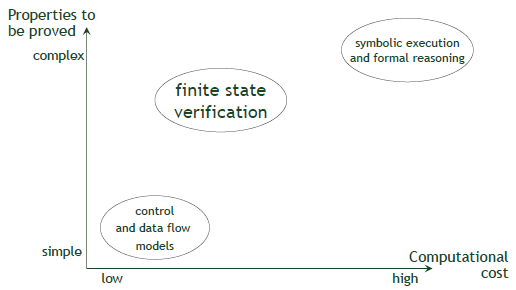 Properties to
be proved
complex
symbolic execution
and formal reasoning
finite state
verification
control
and data flow
models
simple
low
high
Computational
cost